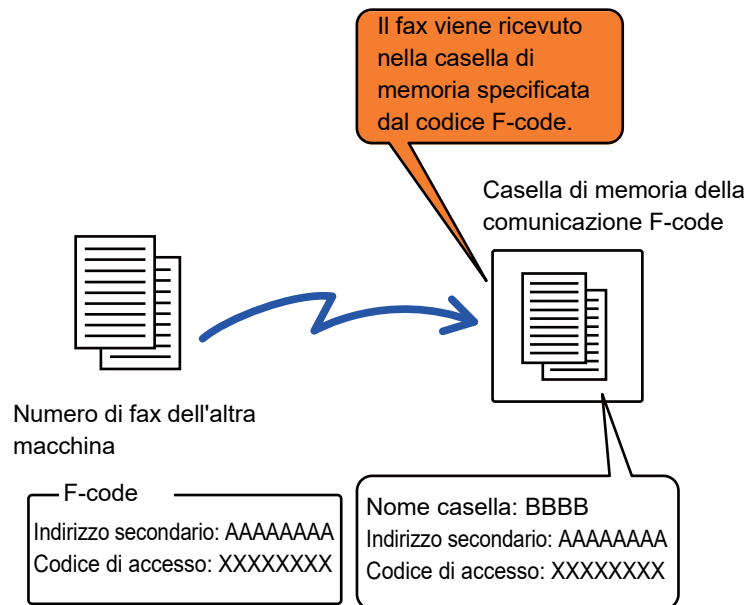 Il fax viene ricevuto
nella casella di
memoria specificata
dal codice F-code.
Casella di memoria della
comunicazione F-code
Numero di fax dell'altra
macchina
F-code
Indirizzo secondario: AAAAAAAA
Codice di accesso: XXXXXXXX
Nome casella: BBBB
Indirizzo secondario: AAAAAAAA
Codice di accesso: XXXXXXXX